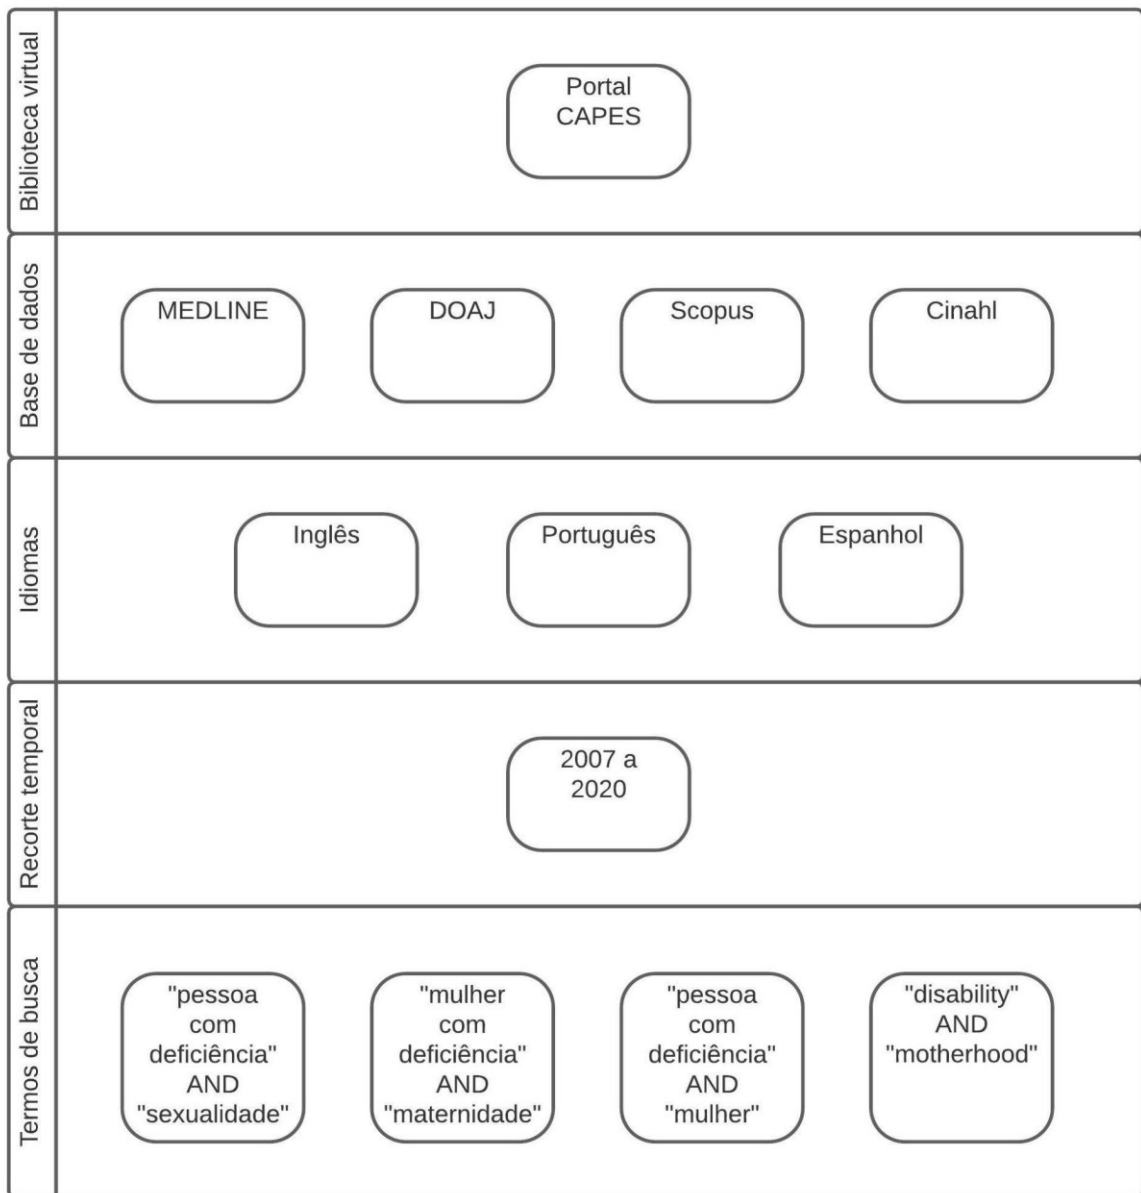 Biblioteca virtual
Portal
CAPES
Base de dados
MEDLINE
DOAJ
Scopus
Cinahl
Idiomas
Inglês
Português
Espanhol
Recorte temporal
2007 a
2020
Termos de busca
"pessoa
com
deficiência"
AND
"sexualidade"
"mulher
com
deficiência"
AND
"maternidade"
"pessoa
com
deficiência"
AND
"mulher"
"disability"
AND
"motherhood"